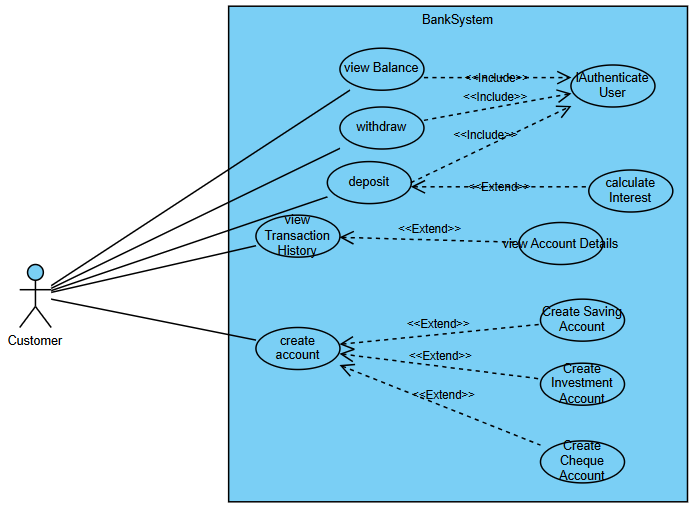 BankSystem
view Balance
<<Include>>
IAuthenticate
User
<<Include>>
withdraw
<<Include>>
deposit
<<Extend>>
calculate
Interest
view
Transaction
History
<<Extend>>
view Account Details
Customer
create
account
<<Extend>>
Create Saving
Account
<<Extend>>
Create
Investment
Account
<<Extend>>
Create
Cheque
Account